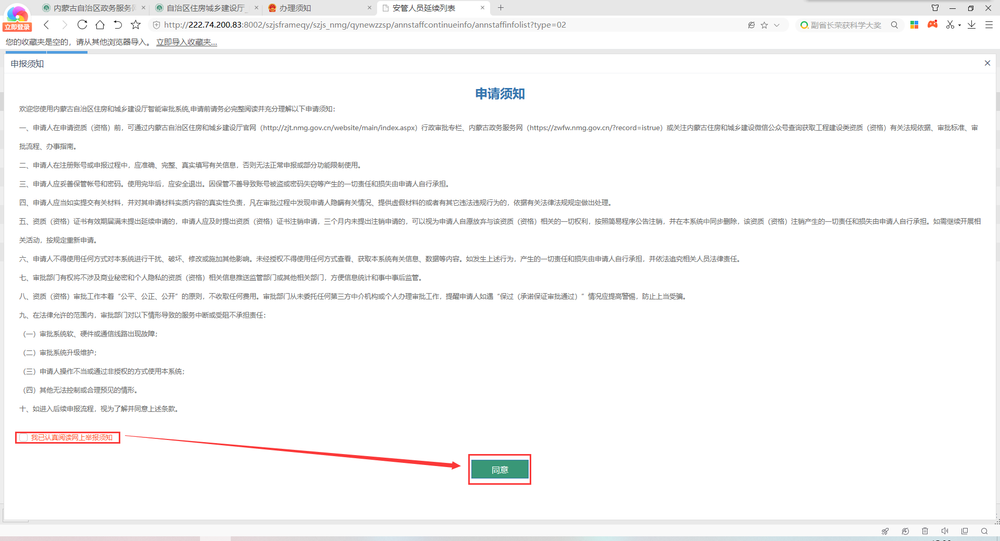 内蒙古自治区政务服务网
自治区住房城乡建设厅_
办理须知
安管人员延续列表
立即登录
http://222.74.200.83:8002/szjsframeqy/szjs_nmg/qynewzzsp/annstaffcontinueinfo/annstaffinfolist?type=02
副省长荣获科学大奖
您的收藏夹是空的，请从其他浏览器导入。 立即导入收藏夹...
申报须知
申请须知
欢迎您使用内蒙古自治区住房和城乡建设厅智能审批系统,申请前请务必完整阅读并充分理解以下申请须知：
一、申请人在申请资质（资格）前，可通过内蒙古自治区住房和城乡建设厅官网（http://zjt.nmg.gov.cn/website/main/index.aspx）行政审批专栏、内蒙古政务服务网（https://zwfw.nmg.gov.cn/?record=istrue）或关注内蒙古住房和城乡建设微信公众号查询获取工程建设类资质（资格）有关法规依据、审批标准、审
批流程、办事指南。
二、申请人在注册账号或申报过程中，应准确、完整、真实填写有关信息，否则无法正常申报或部分功能限制使用。
三、申请人应妥善保管帐号和密码。使用完毕后，应安全退出。因保管不善导致账号被盗或密码失窃等产生的一切责任和损失由申请人自行承担。
四、申请人应当如实提交有关材料，并对其申请材料实质内容的真实性负责，凡在审批过程中发现申请人隐瞒有关情况、提供虚假材料的或者有其它违法违规行为的，依据有关法律法规规定做出处理。
五、资质（资格）证书有效期届满未提出延续申请的，申请人应及时提出资质（资格）证书注销申请，三个月内未提出注销申请的，可以视为申请人自愿放弃与该资质（资格）相关的一切权利，按照简易程序公告注销，并在本系统中同步删除，该资质（资格）注销产生的一切责任和损失由申请人自行承担。如需继续开展相
关活动，按规定重新申请。
六、申请人不得使用任何方式对本系统进行干扰、破坏、修改或施加其他影响。未经授权不得使用任何方式查看、获取本系统有关信息、数据等内容。如发生上述行为，产生的一切责任和损失由申请人自行承担，并依法追究相关人员法律责任。
七、审批部门有权将不涉及商业秘密和个人隐私的资质（资格）相关信息推送监管部门或其他相关部门，方便信息统计和事中事后监管。
八、资质（资格）审批工作本着“公平、公正、公开”的原则，不收取任何费用。审批部门从未委托任何第三方中介机构或个人办理审批工作，提醒申请人如遇“保过（承诺保证审批通过）”情况应提高警惕，防止上当受骗。
九、在法律允许的范围内，审批部门对以下情形导致的服务中断或受阻不承担责任：
（一）审批系统软、硬件或通信线路出现故障；
（二）审批系统升级维护；
（三）申请人操作不当或通过非授权的方式使用本系统；
（四）其他无法控制或合理预见的情形。
十、如进入后续申报流程，视为了解并同意上述条款。
我已认真阅读网上举报须知
同意